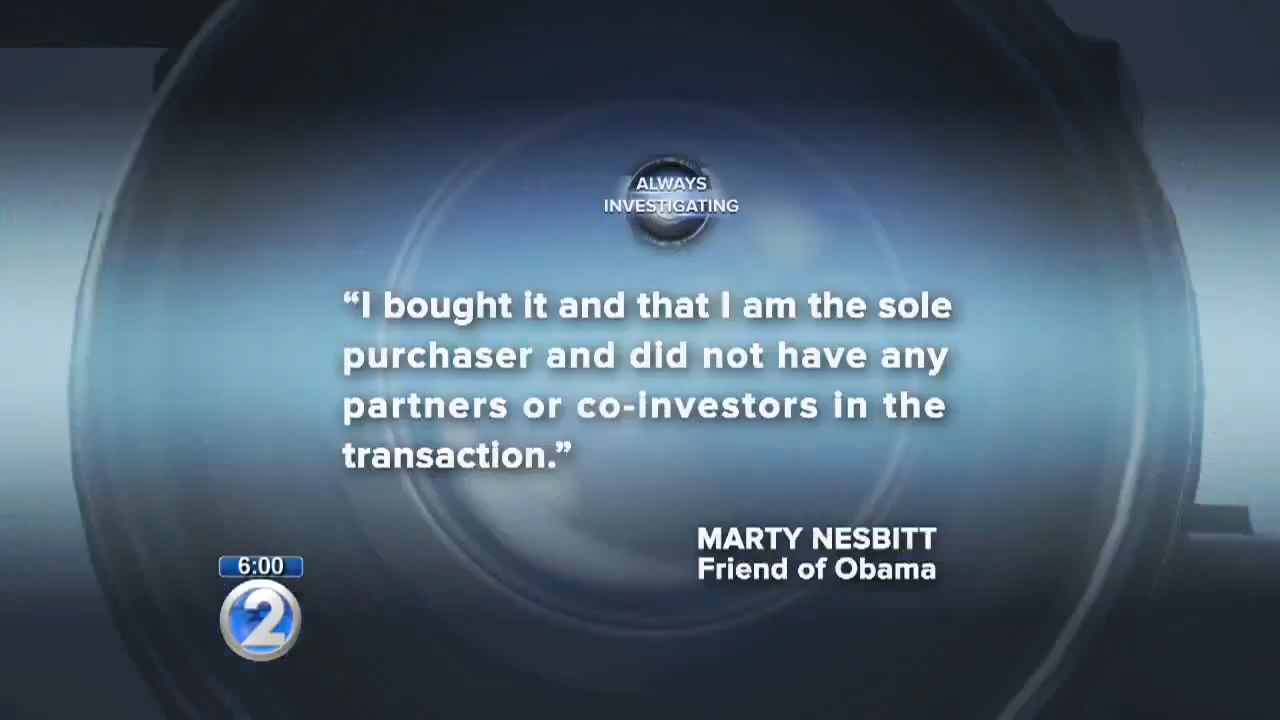 ALWAYS
INVESTIGATING
“I bought it and that I am the sole
purchaser and did not have any
partners or co-investors in the
transaction.”
MARTY NESBITT
Friend of Obama
6:00
2